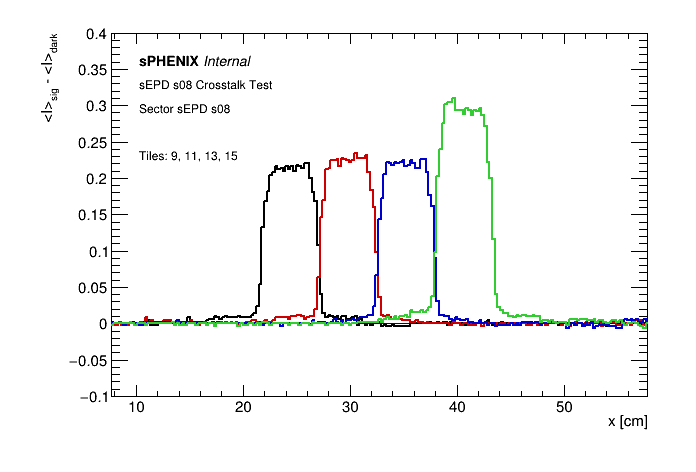 <I>sig - <I>dark
0.4
0.35
0.3
0.25
0.2
0.15
0.1
0.05
0
−0.05
−0.1
sPHENIX Internal
sEPD s08 Crosstalk Test
Sector sEPD s08
Tiles: 9, 11, 13, 15
10 20 30 40 50
x [cm]